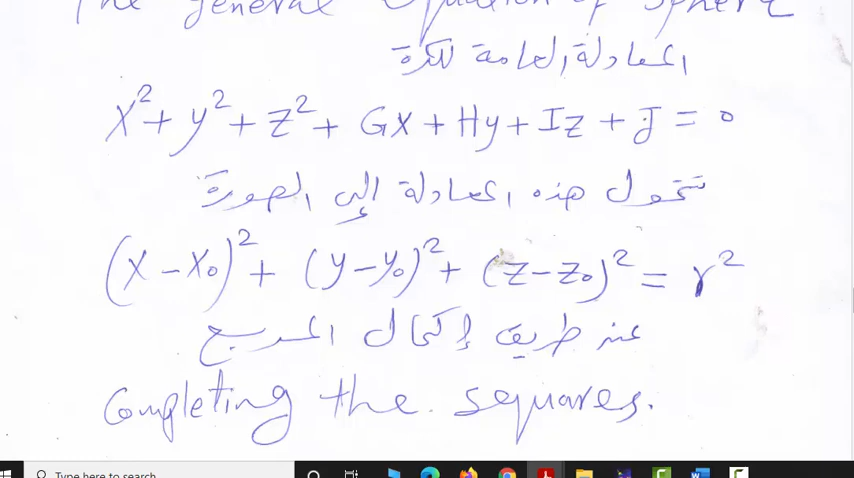 The general Equation of Sphere
المعادلة العامة للكرة
X² + y² + Z² + GX + Hy + IZ + J = 0
تتحول هذه المعادلة إلى الصورة
(X - X₀)² + (y - y₀)² + (Z - Z₀)² = r²
عن طريق إكمال المربع
Completing the squares.
Type here to search